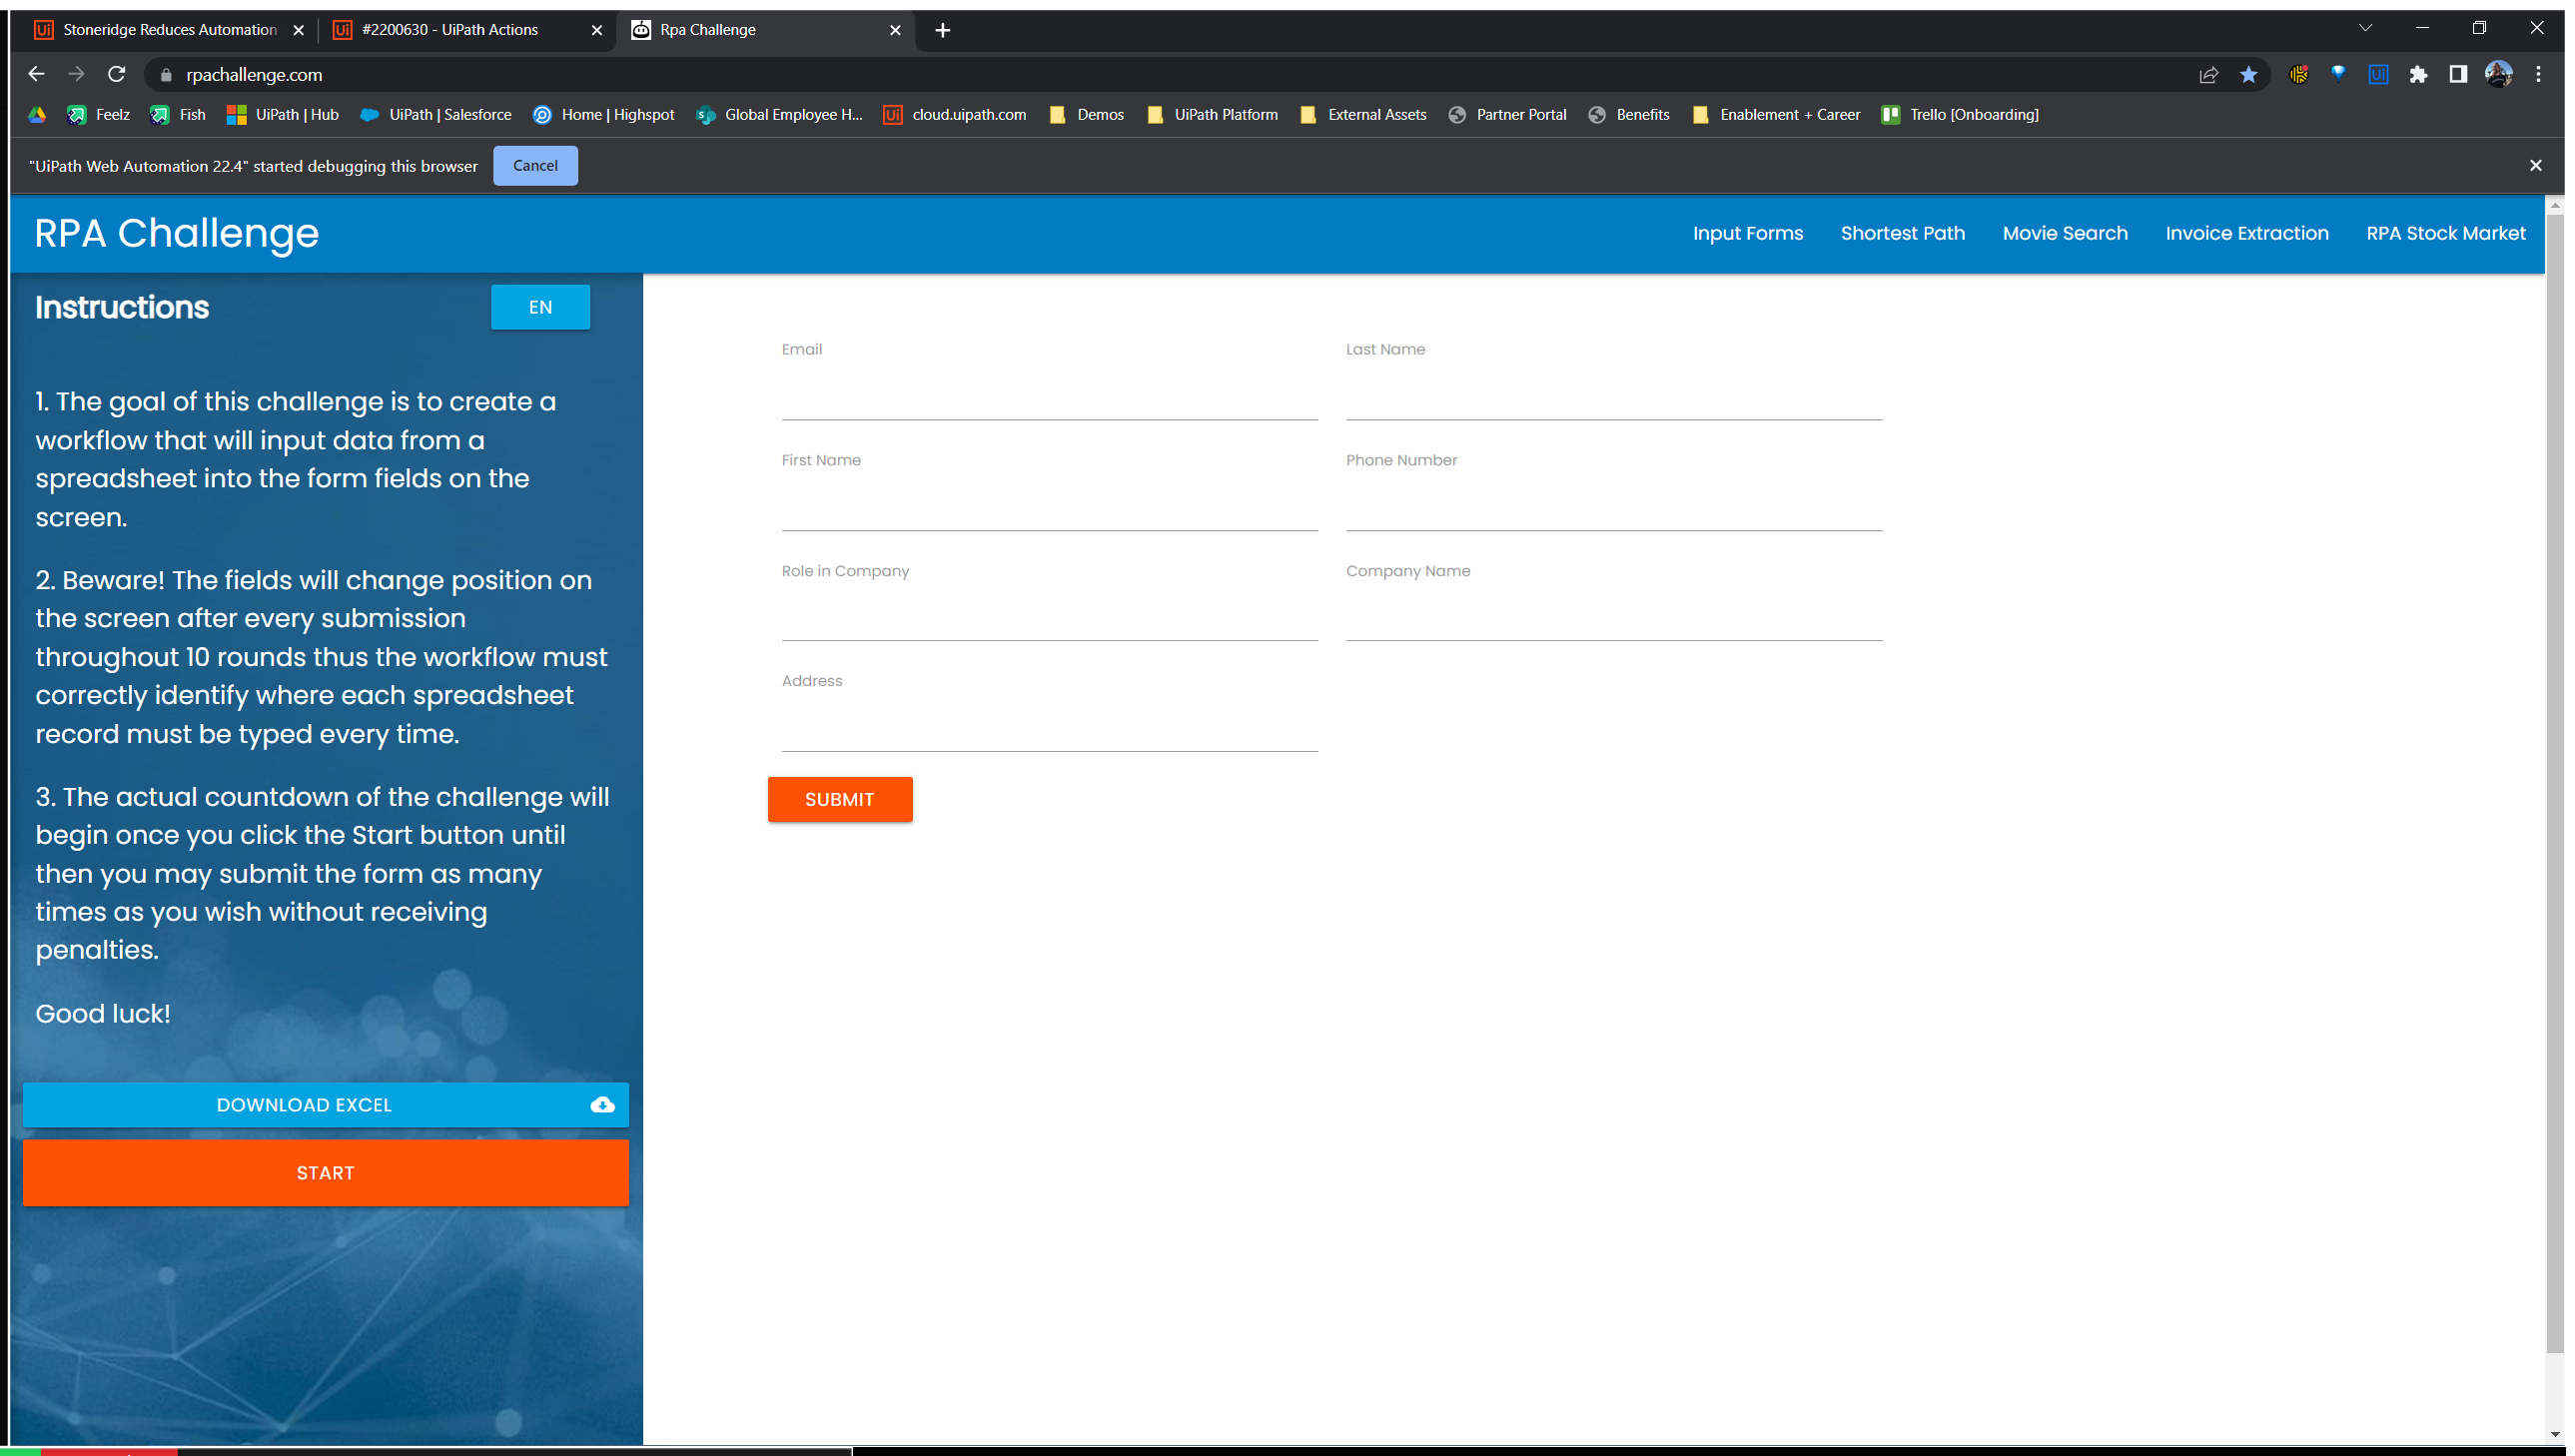 Stoneridge Reduces Automation
#2200630 - UiPath Actions
Rpa Challenge
rpachallenge.com
Feelz
Fish
UiPath | Hub
UiPath | Salesforce
Home | Highspot
Global Employee H...
cloud.uipath.com
Demos
UiPath Platform
External Assets
Partner Portal
Benefits
Enablement + Career
Trello [Onboarding]
"UiPath Web Automation 22.4" started debugging this browser
Cancel
RPA Challenge
Input Forms
Shortest Path
Movie Search
Invoice Extraction
RPA Stock Market
Instructions
EN
1. The goal of this challenge is to create a
workflow that will input data from a
spreadsheet into the form fields on the
screen.
2. Beware! The fields will change position on
the screen after every submission
throughout 10 rounds thus the workflow must
correctly identify where each spreadsheet
record must be typed every time.
3. The actual countdown of the challenge will
begin once you click the Start button until
then you may submit the form as many
times as you wish without receiving
penalties.
Good luck!
DOWNLOAD EXCEL
START
Email
Last Name
First Name
Phone Number
Role in Company
Company Name
Address
SUBMIT